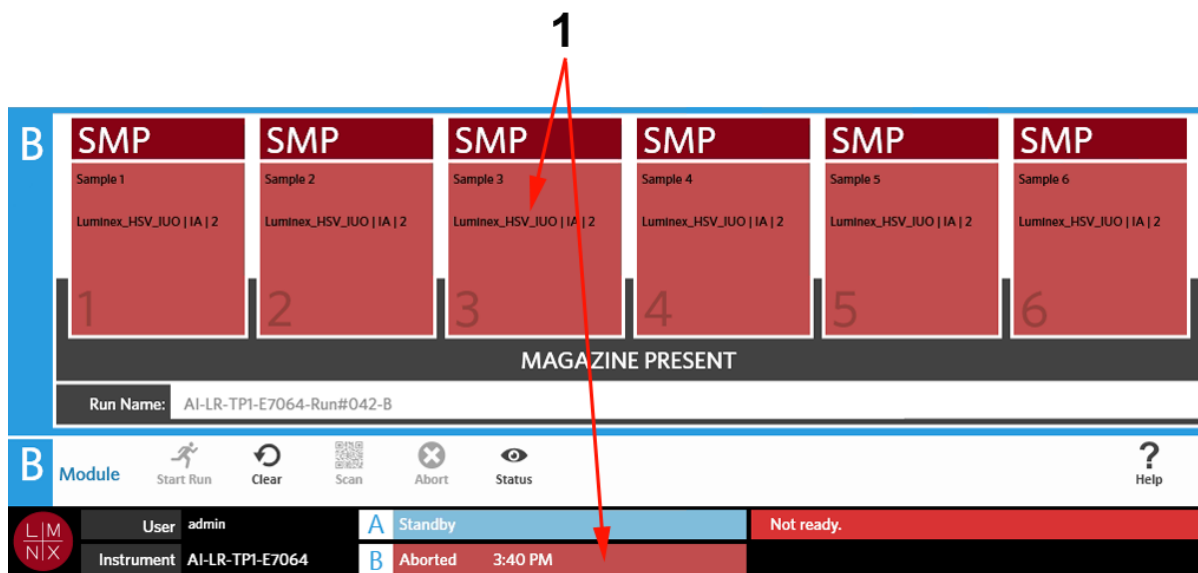 1
B
SMP SMP SMP SMP SMP SMP
Sample 1 Sample 2 Sample 3 Sample 4 Sample 5 Sample 6
Luminex_HSV_IUO | IA | 2 Luminex_HSV_IUO | IA | 2 Luminex_HSV_IUO | IA | 2 Luminex_HSV_IUO | IA | 2 Luminex_HSV_IUO | IA | 2 Luminex_HSV_IUO | IA | 2
1 2 3 4 5 6
MAGAZINE PRESENT
Run Name: AI-LR-TP1-E7064-Run#042-B
B Module Start Run Clear Scan Abort Status Help
LM
NX
User admin A Standby Not ready.
Instrument AI-LR-TP1-E7064 B Aborted 3:40 PM